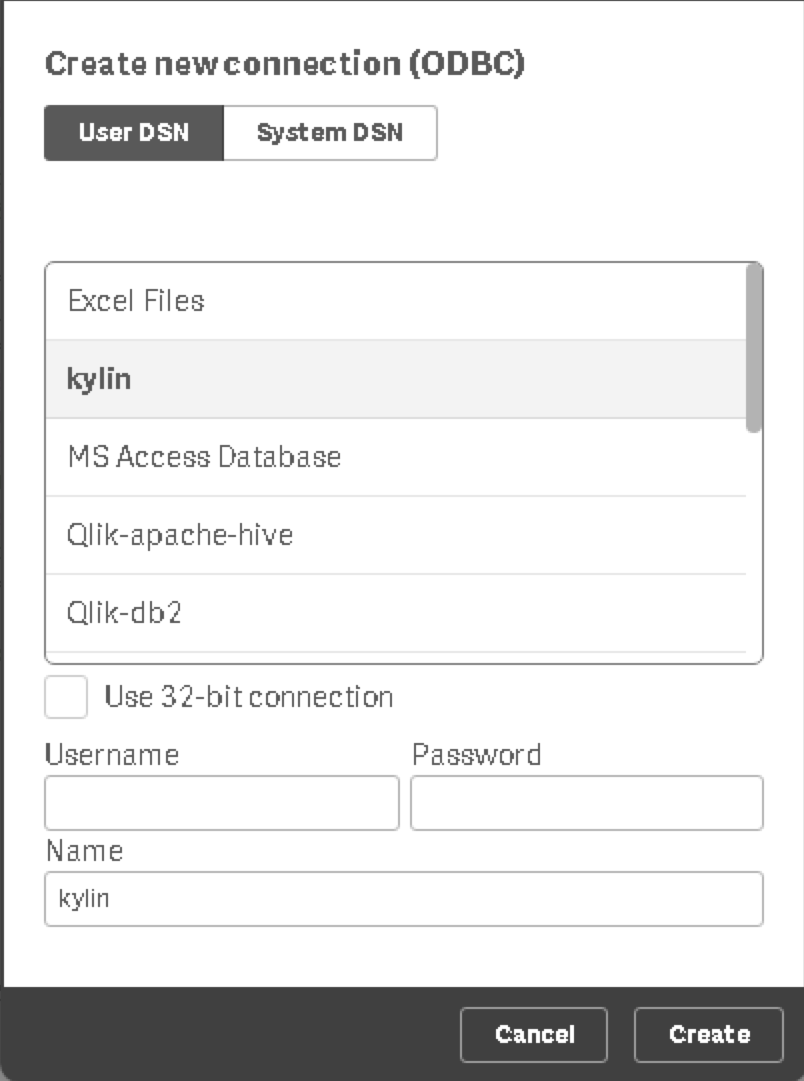 Create new connection (ODBC)
User DSN System DSN
Excel Files
kylin
MS Access Database
Qlik-apache-hive
Qlik-db2
Use 32-bit connection
Username Password
Name
kylin
Cancel Create